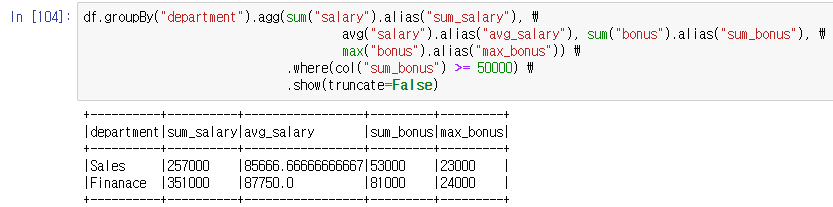 In [104]: df.groupBy("department").agg(sum("salary").alias("sum_salary"), ₩
avg("salary").alias("avg_salary"), sum("bonus").alias("sum_bonus"), ₩
max("bonus").alias("max_bonus")) ₩
.where(col("sum_bonus") >= 50000) ₩
.show(truncate=False)
+----------+----------+-----------------+---------+---------+
|department|sum_salary|avg_salary       |sum_bonus|max_bonus|
+----------+----------+-----------------+---------+---------+
|Sales     |257000    |85666.66666666667|53000    |23000    |
|Finanace  |351000    |87750.0          |81000    |24000    |
+----------+----------+-----------------+---------+---------+